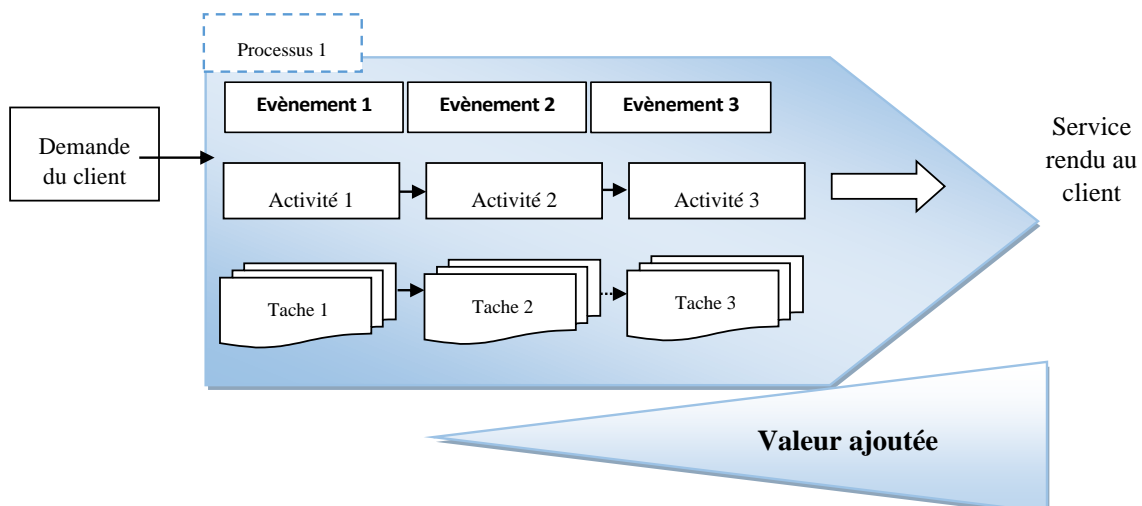 Processus 1
Evènement 1
Evènement 2
Evènement 3
Demande
du client
Activité 1
Activité 2
Activité 3
Service
rendu au
client
Tache 1
Tache 2
Tache 3
Valeur ajoutée